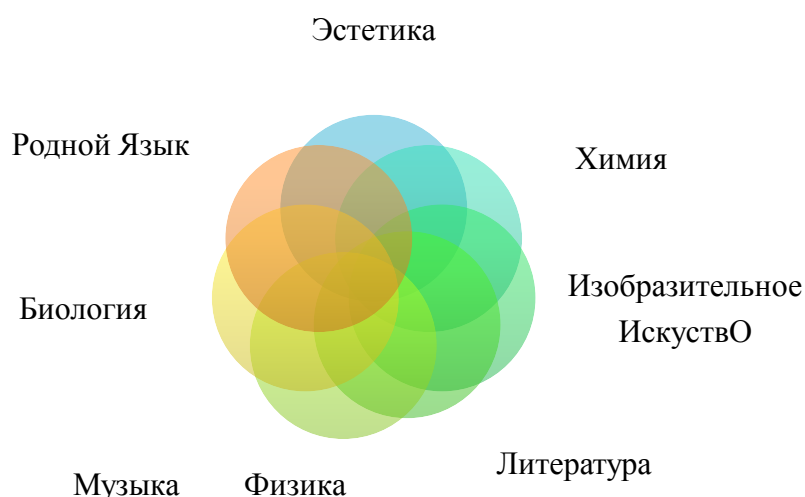 Эстетика
Родной Язык
Химия
Изобразительное
ИскуствО
Биология
Литература
Музыка Физика